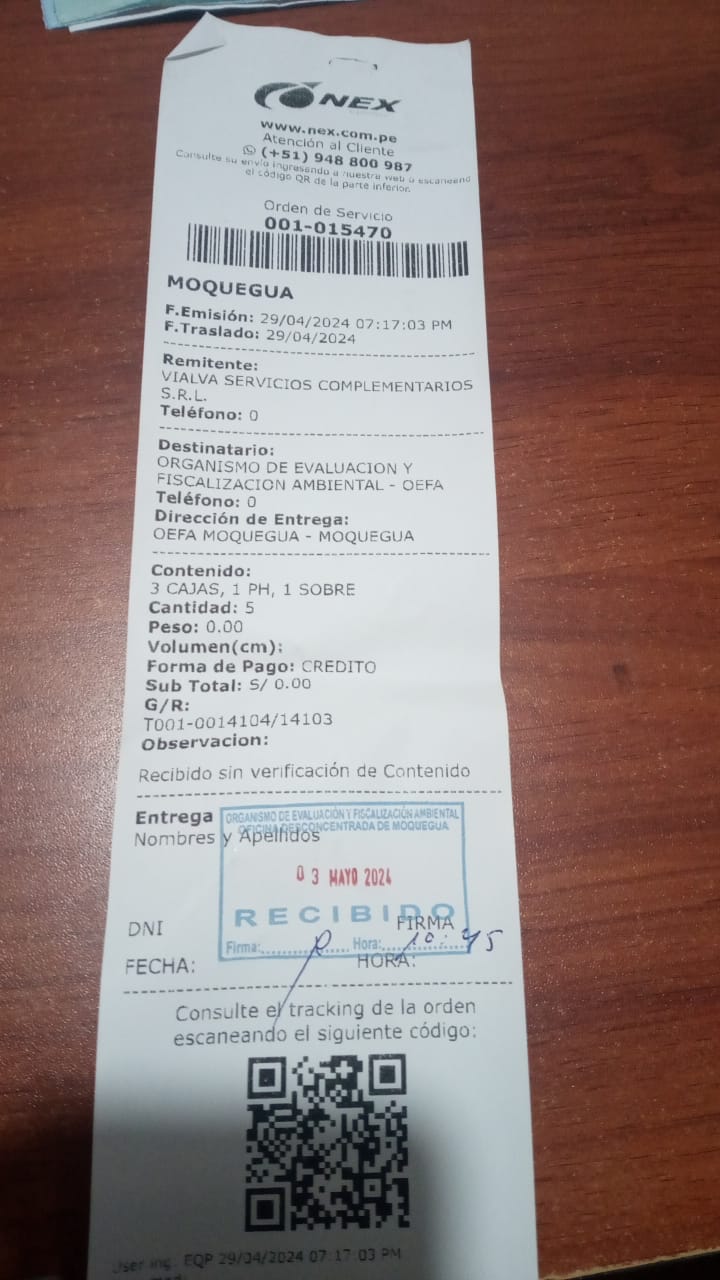 NEX
www.nex.com.pe
Atención al Cliente
(+51) 948 800 987
Consulte su envío ingresando a nuestra web o escaneand
el código QR de la parte inferior.
Orden de Servicio
001-015470
MOQUEGUA
F.Emisión: 29/04/2024 07:17:03 PM
F.Traslado: 29/04/2024
Remitente:
VIALVA SERVICIOS COMPLEMENTARIOS
S.R.L.
Teléfono: 0
Destinatario:
ORGANISMO DE EVALUACION Y
FISCALIZACION AMBIENTAL - OEFA
Teléfono: 0
Dirección de Entrega:
OEFA MOQUEGUA - MOQUEGUA
Contenido:
3 CAJAS, 1 PH, 1 SOBRE
Cantidad: 5
Peso: 0.00
Volumen(cm):
Forma de Pago: CREDITO
Sub Total: S/ 0.00
G/R:
T001-0014104/14103
Observacion:
Recibido sin verificación de Contenido
Entrega
ORGANISMO DE EVALUACIÓN Y FISCALIZACIÓN AMBIENTAL
OFICINA DESCONCENTRADA DE MOQUEGUA
Nombres y Apellidos
03 MAYO 2024
RECIBIDO
DNI
FIRMA
Firma: Hora: 10:45
FECHA:
HORA:
Consulte el tracking de la orden
escaneando el siguiente código:
User ing: EQP 29/04/2024 07:17:03 PM